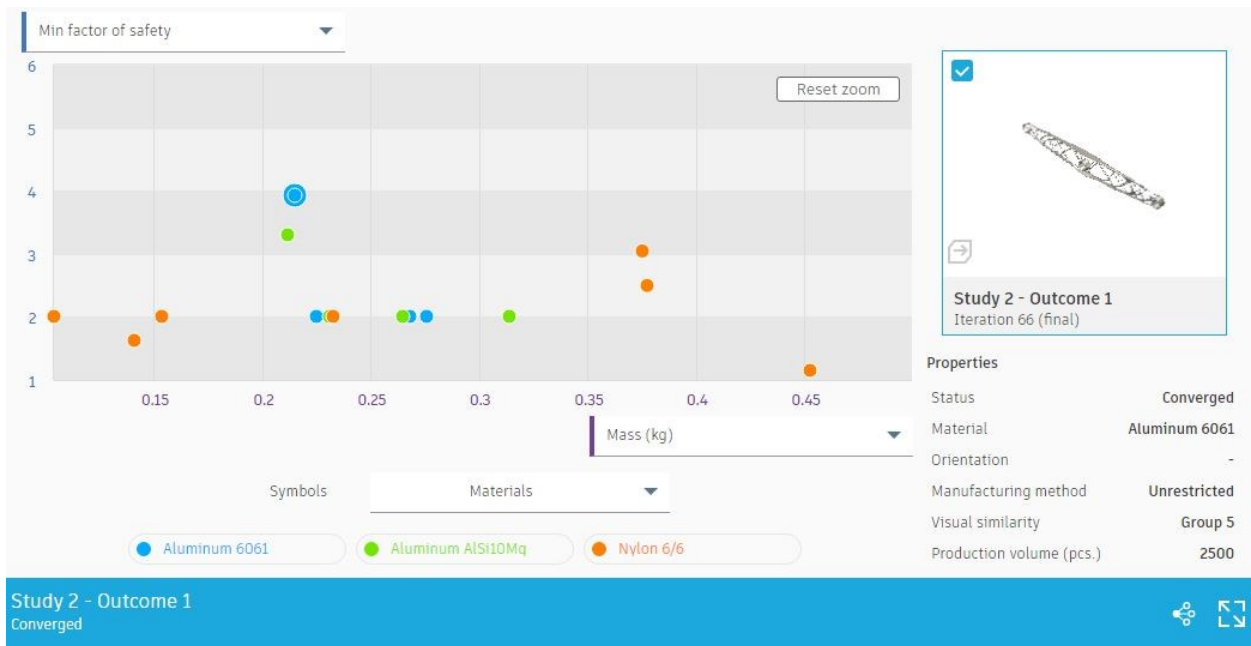 Min factor of safety
6
Reset zoom
5
4
3
2
1
0.15 0.2 0.25 0.3 0.35 0.4 0.45
Mass (kg)
Symbols Materials
Aluminum 6061 Aluminum AlSi10Mq Nylon 6/6
Study 2 - Outcome 1
Iteration 66 (final)
Properties
Status Converged
Material Aluminum 6061
Orientation -
Manufacturing method Unrestricted
Visual similarity Group 5
Production volume (pcs.) 2500
Study 2 - Outcome 1
Converged